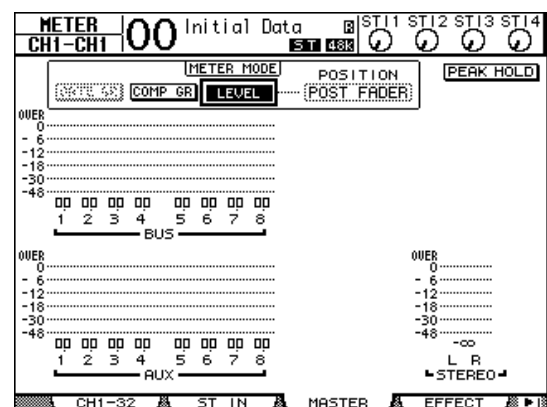 METER
CH1-CH1
00 Initial Data
R
ST 48K
STI1 STI2 STI3 STI4
METER MODE
GATE GR COMP GR LEVEL
POSITION
POST FADER
PEAK HOLD
OVER
0
- 6
-12
-18
-30
-48
1 2 3 4 5 6 7 8
BUS
OVER
0
- 6
-12
-18
-30
-48
1 2 3 4 5 6 7 8
AUX
OVER
0
- 6
-12
-18
-30
-48
-∞
L R
STEREO
CH1-32 ST IN MASTER EFFECT